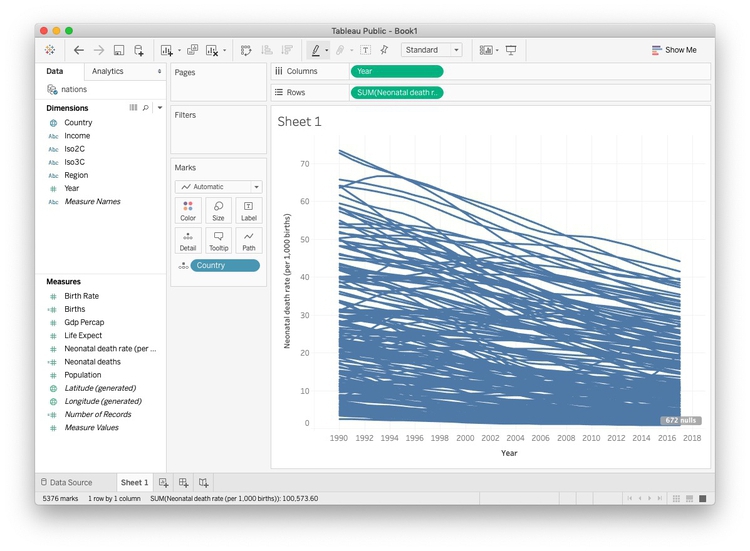 Tableau Public - Book1
Standard
Show Me
Data
Analytics
nations
Dimensions
Country
Abc Income
Abc Iso2C
Abc Iso3C
Abc Region
Year
Abc Measure Names
Measures
Birth Rate
Births
Gdp Percap
Life Expect
Neonatal death rate (per ...
Neonatal deaths
Population
Latitude (generated)
Longitude (generated)
Number of Records
Measure Values
Pages
Filters
Marks
Automatic
Color
Size
Label
Detail
Tooltip
Path
Country
Columns
Year
Rows
SUM(Neonatal death r..
Sheet 1
Neonatal death rate (per 1,000 births)
70
60
50
40
30
20
10
0
672 nulls
1990 1992 1994 1996 1998 2000 2002 2004 2006 2008 2010 2012 2014 2016 2018
Year
Data Source
Sheet 1
5376 marks
1 row by 1 column
SUM(Neonatal death rate (per 1,000 births)): 100,573.60